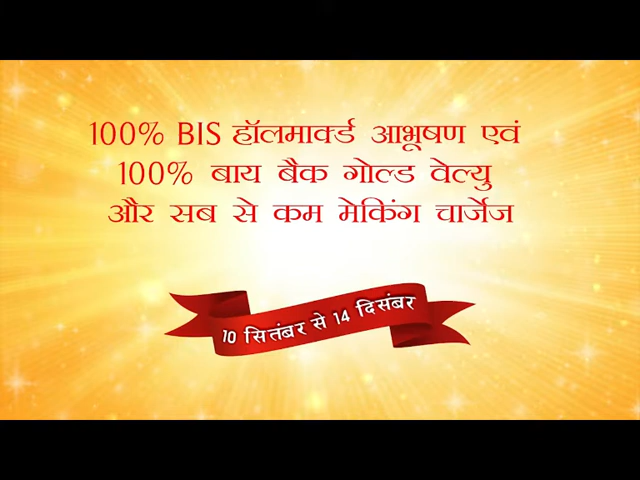 100% BIS हॉलमार्क्ड आभूषण एवं
100% बाय बैक गोल्ड वेल्यु
और सब से कम मेकिंग चार्जेज
10 सितंबर से 14 दिसंबर